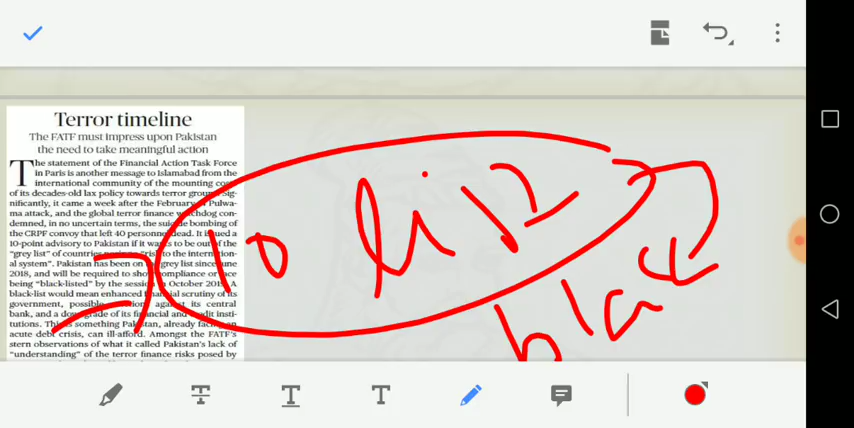 Terror timeline
The FATF must impress upon Pakistan
the need to take meaningful action
The statement of the Financial Action Task Force
in Paris is another message to Islamabad from the
international community of the mounting
of its decades-old lax policy towards terror groups. Sig-
nificantly, it came a week after the February Pulwa-
ma attack, and the global terror finance watchdog con-
demned, in no uncertain terms, the suicide bombing of
the CRPF convoy that left 40 personnel dead. It issued a
10-point advisory to Pakistan if it wants to be out of the
"grey list" of countries "risk to the internation-
al system". Pakistan has been on the grey list since June
2018, and will be required to show compliance or face
being "black-listed" by the session in October 2019. A
black-list would mean enhanced financial scrutiny of its
government, possible against its central
bank, and a downgrade of its financial and credit insti-
tutions. This is something Pakistan, already facing an
acute debt crisis, can ill-afford. Amongst the FATF's
stern observations of what it called Pakistan's lack of
"understanding" of the terror finance risks posed by
10
blac